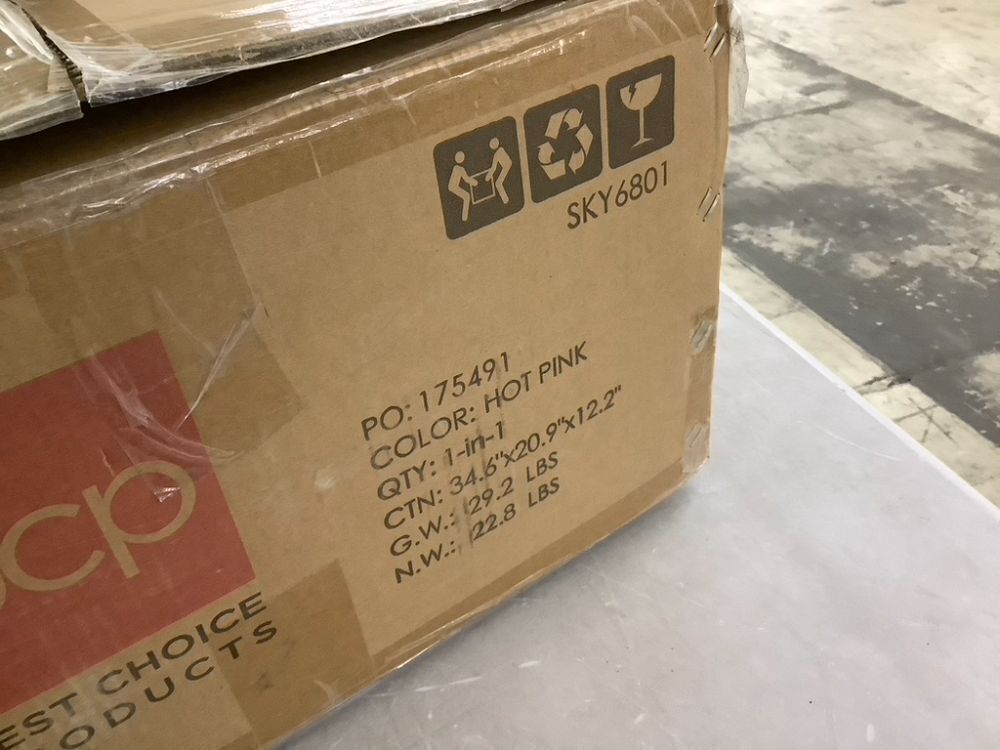 SKY6801
PO: 175491
COLOR: HOT PINK
QTY: 1-in-1
CTN: 34.6"x20.9"x12.2"
G.W.: 29.2 LBS
N.W.: 22.8 LBS
cp
EST CHOICE
ODUCTS